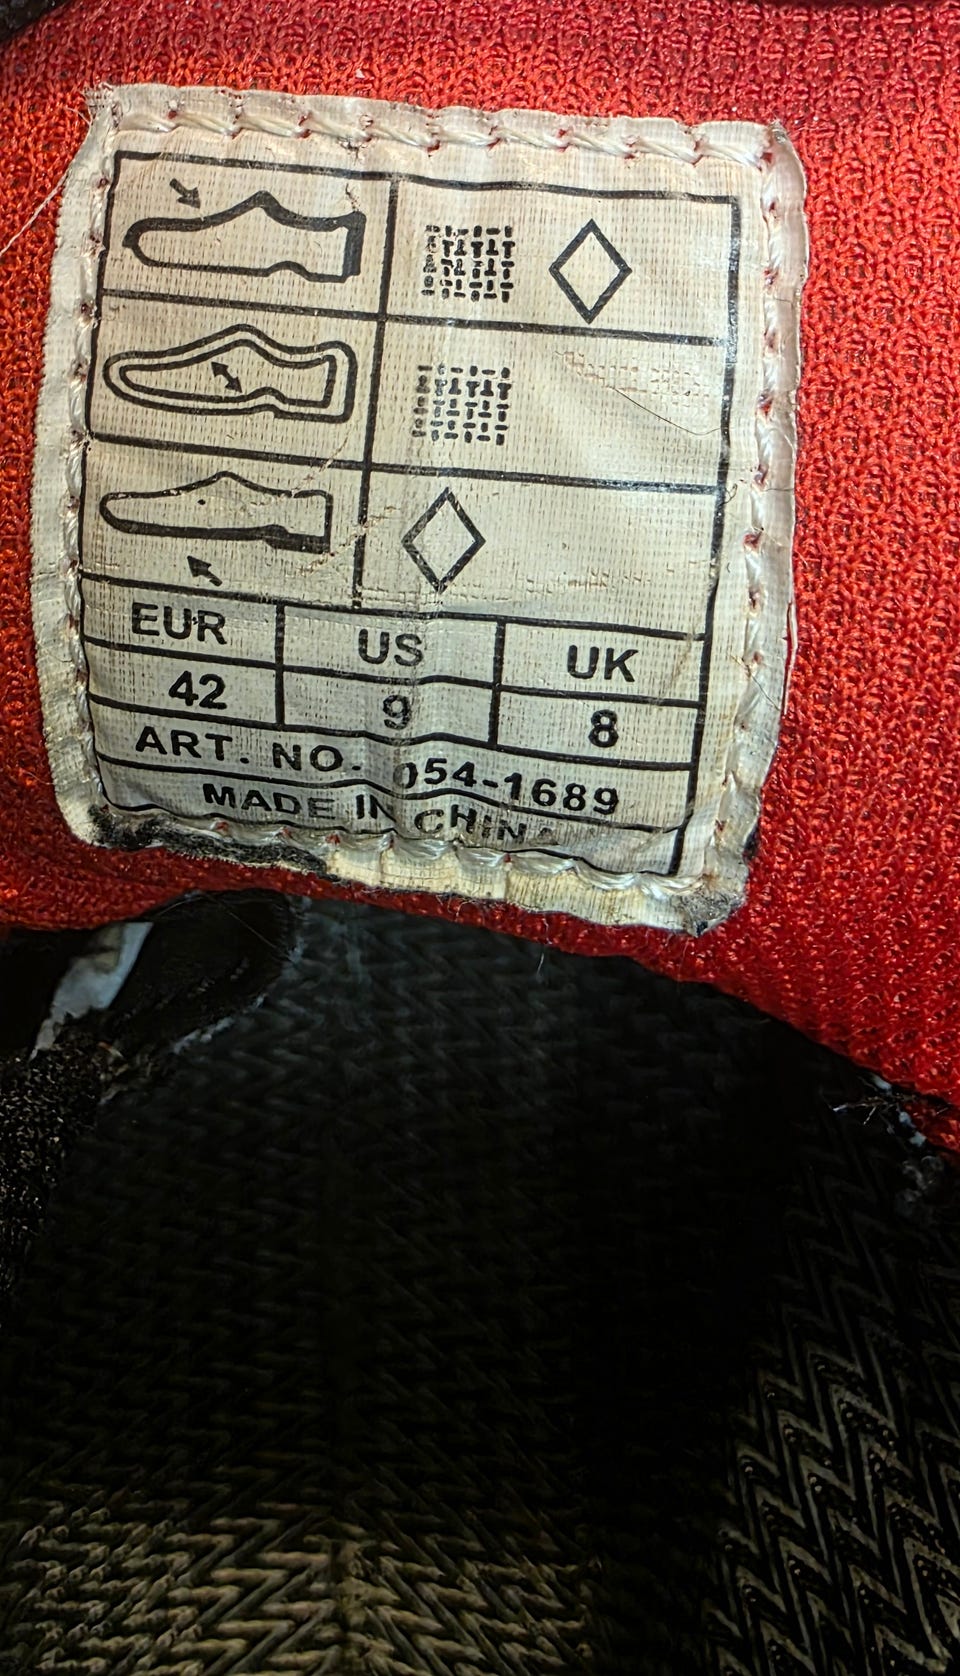 EUR US UK
42 9 8
ART. NO. 054-1689
MADE IN CHINA